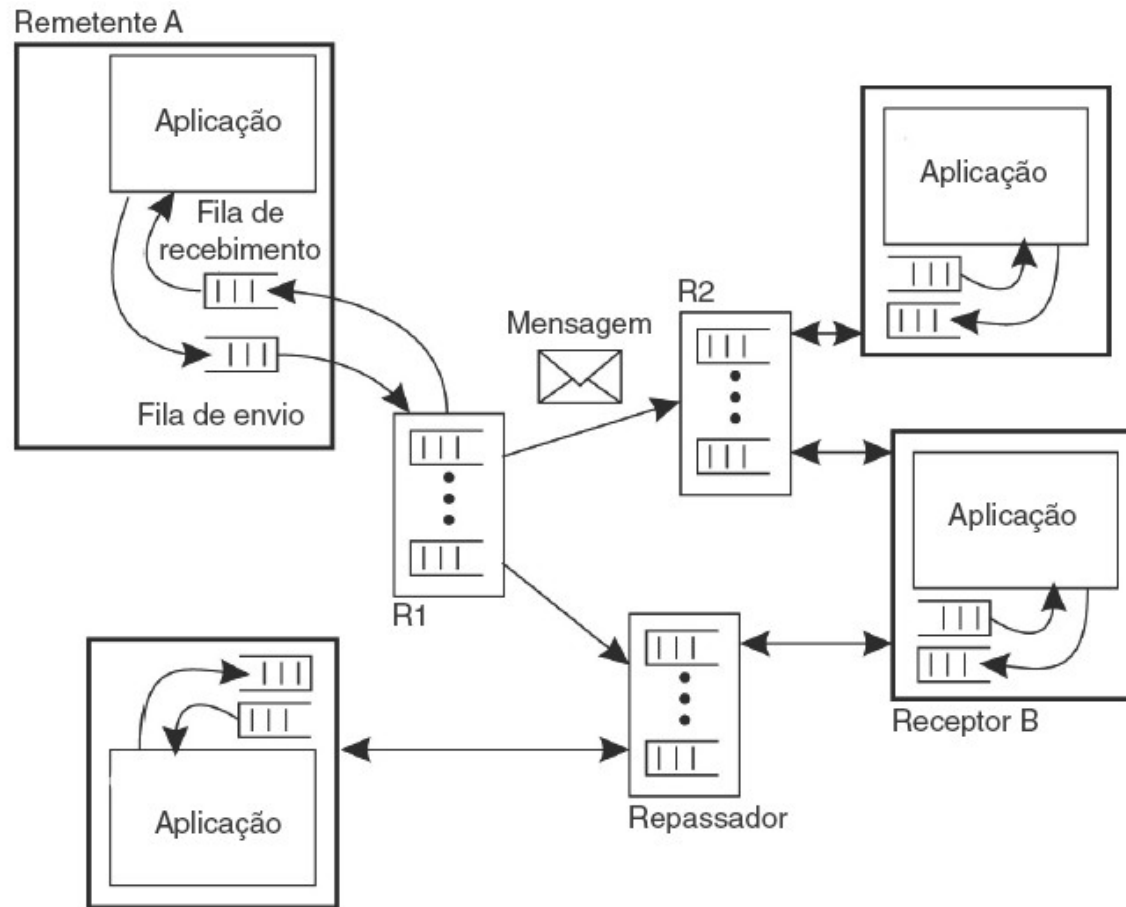 Remetente A
Aplicação
Fila de
recebimento
Fila de envio
R1
Mensagem
R2
Aplicação
Aplicação
Receptor B
Repassador
Aplicação